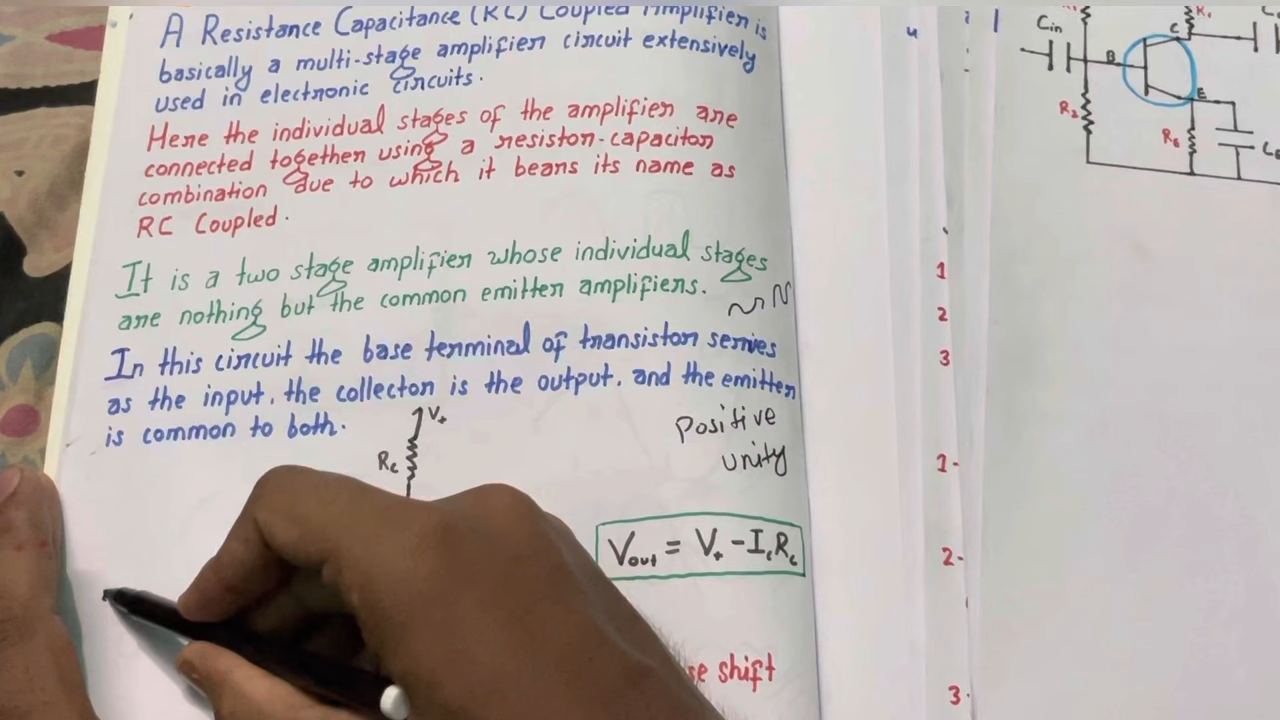 A Resistance Capacitance (RC) Coupled Amplifier is
basically a multi-stage amplifier circuit extensively
used in electronic circuits.
Here the individual stages of the amplifier are
connected together using a resistor-capacitor
combination due to which it bears its name as
RC Coupled.
It is a two stage amplifier whose individual stages
are nothing but the common emitter amplifiers.
In this circuit the base terminal of transistor serves
as the input, the collector is the output, and the emitter
is common to both.
V+
Rc
Positive
unity
Vout = V+ - IcRc
se shift
Cin
B
C
E
R2
1
2
3
1-
2-
3